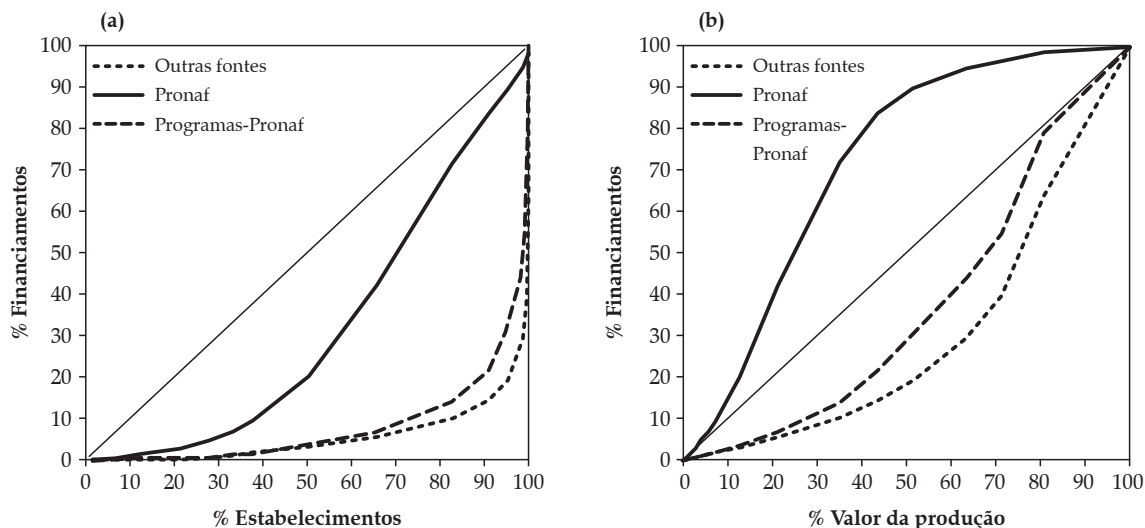 (a)
100
90
80
70
60
50
40
30
20
10
0
% Financiamentos
Outras fontes
Pronaf
Programas-Pronaf
0 10 20 30 40 50 60 70 80 90 100
% Estabelecimentos
(b)
100
90
80
70
60
50
40
30
20
10
0
% Financiamentos
Outras fontes
Pronaf
Programas-
Pronaf
0 10 20 30 40 50 60 70 80 90 100
% Valor da produção